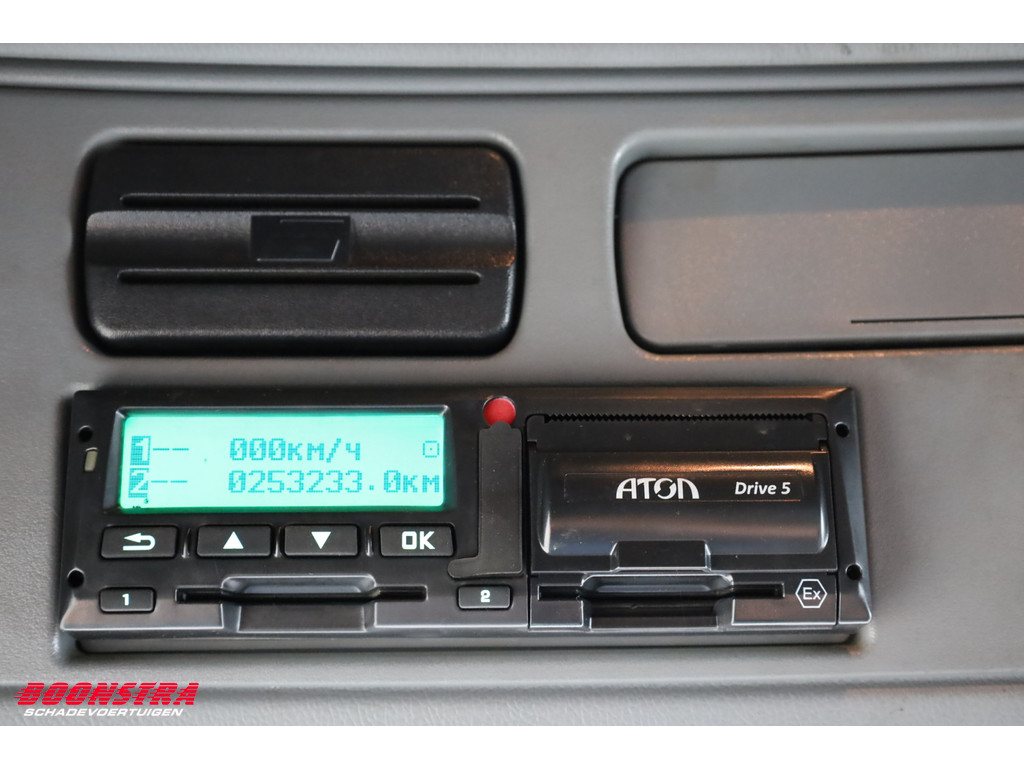 1-- 000км/ч
2-- 0253233.0км
ATON Drive 5
OK
1
2
Ex
BOONSTRA
SCHADEVOERTUIGEN